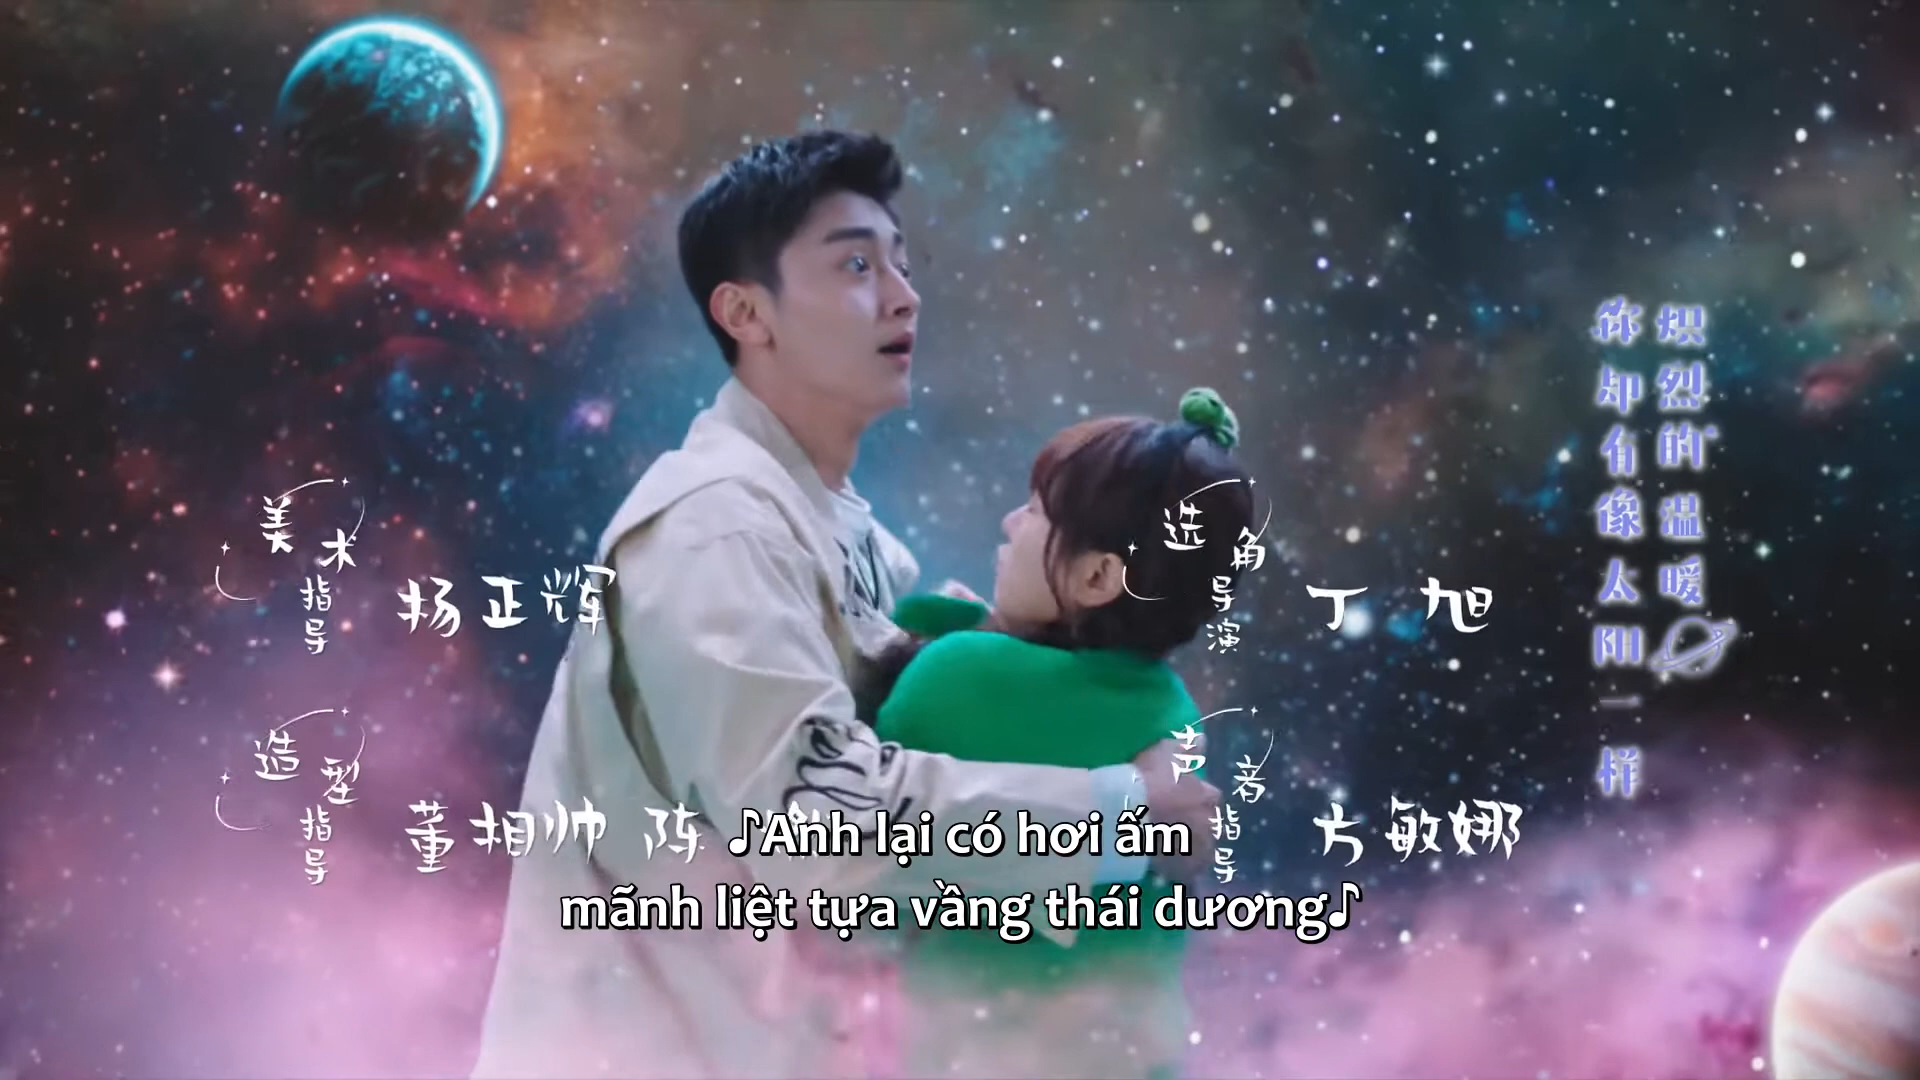 美术
指导
杨正辉
选角
导演
丁旭
造型
指导
董相帅 陈
声音
指导
方敏娜
你却有像太阳一样
炽烈的温暖
♪Anh lại có hơi ấm
mãnh liệt tựa vầng thái dương♪